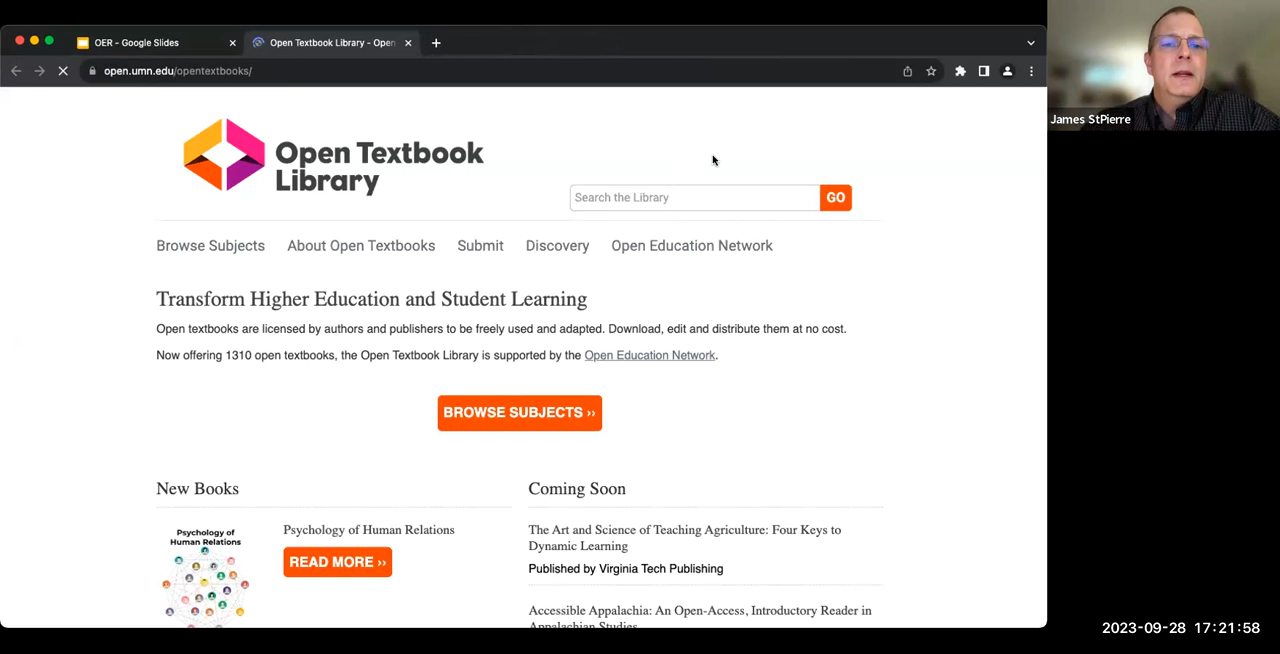 OER - Google Slides
Open Textbook Library - Open
open.umn.edu/opentextbooks/
James StPierre
Open Textbook
Library
Search the Library
GO
Browse Subjects
About Open Textbooks
Submit
Discovery
Open Education Network
Transform Higher Education and Student Learning
Open textbooks are licensed by authors and publishers to be freely used and adapted. Download, edit and distribute them at no cost.
Now offering 1310 open textbooks, the Open Textbook Library is supported by the Open Education Network.
BROWSE SUBJECTS ››
New Books
Psychology of
Human Relations
Psychology of Human Relations
READ MORE ››
Coming Soon
The Art and Science of Teaching Agriculture: Four Keys to
Dynamic Learning
Published by Virginia Tech Publishing
Accessible Appalachia: An Open-Access, Introductory Reader in
Appalachian Studies
2023-09-28 17:21:58